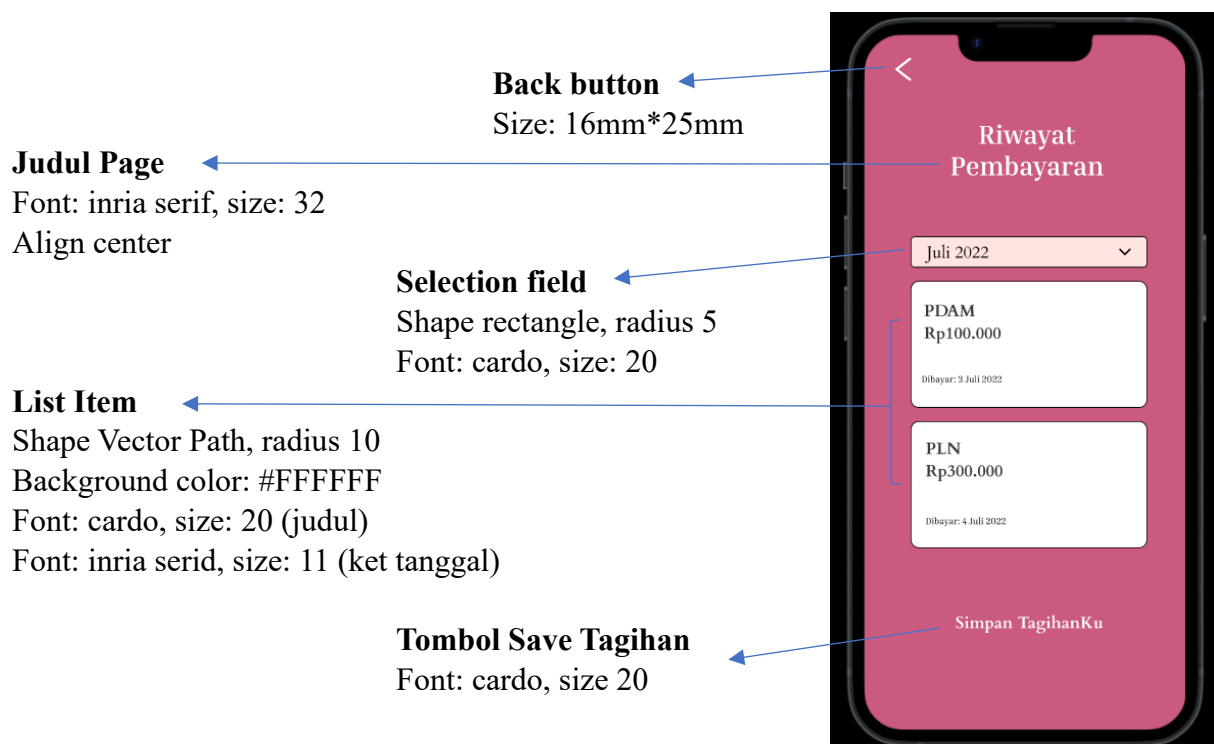 Back button
Size: 16mm*25mm
Judul Page
Font: inria serif, size: 32
Align center
Selection field
Shape rectangle, radius 5
Font: cardo, size: 20
List Item
Shape Vector Path, radius 10
Background color: #FFFFFF
Font: cardo, size: 20 (judul)
Font: inria serid, size: 11 (ket tanggal)
Tombol Save Tagihan
Font: cardo, size 20
Riwayat
Pembayaran
Juli 2022
PDAM
Rp100.000
Dibayar: 3 Juli 2022
PLN
Rp300.000
Dibayar: 4 Juli 2022
Simpan TagihanKu